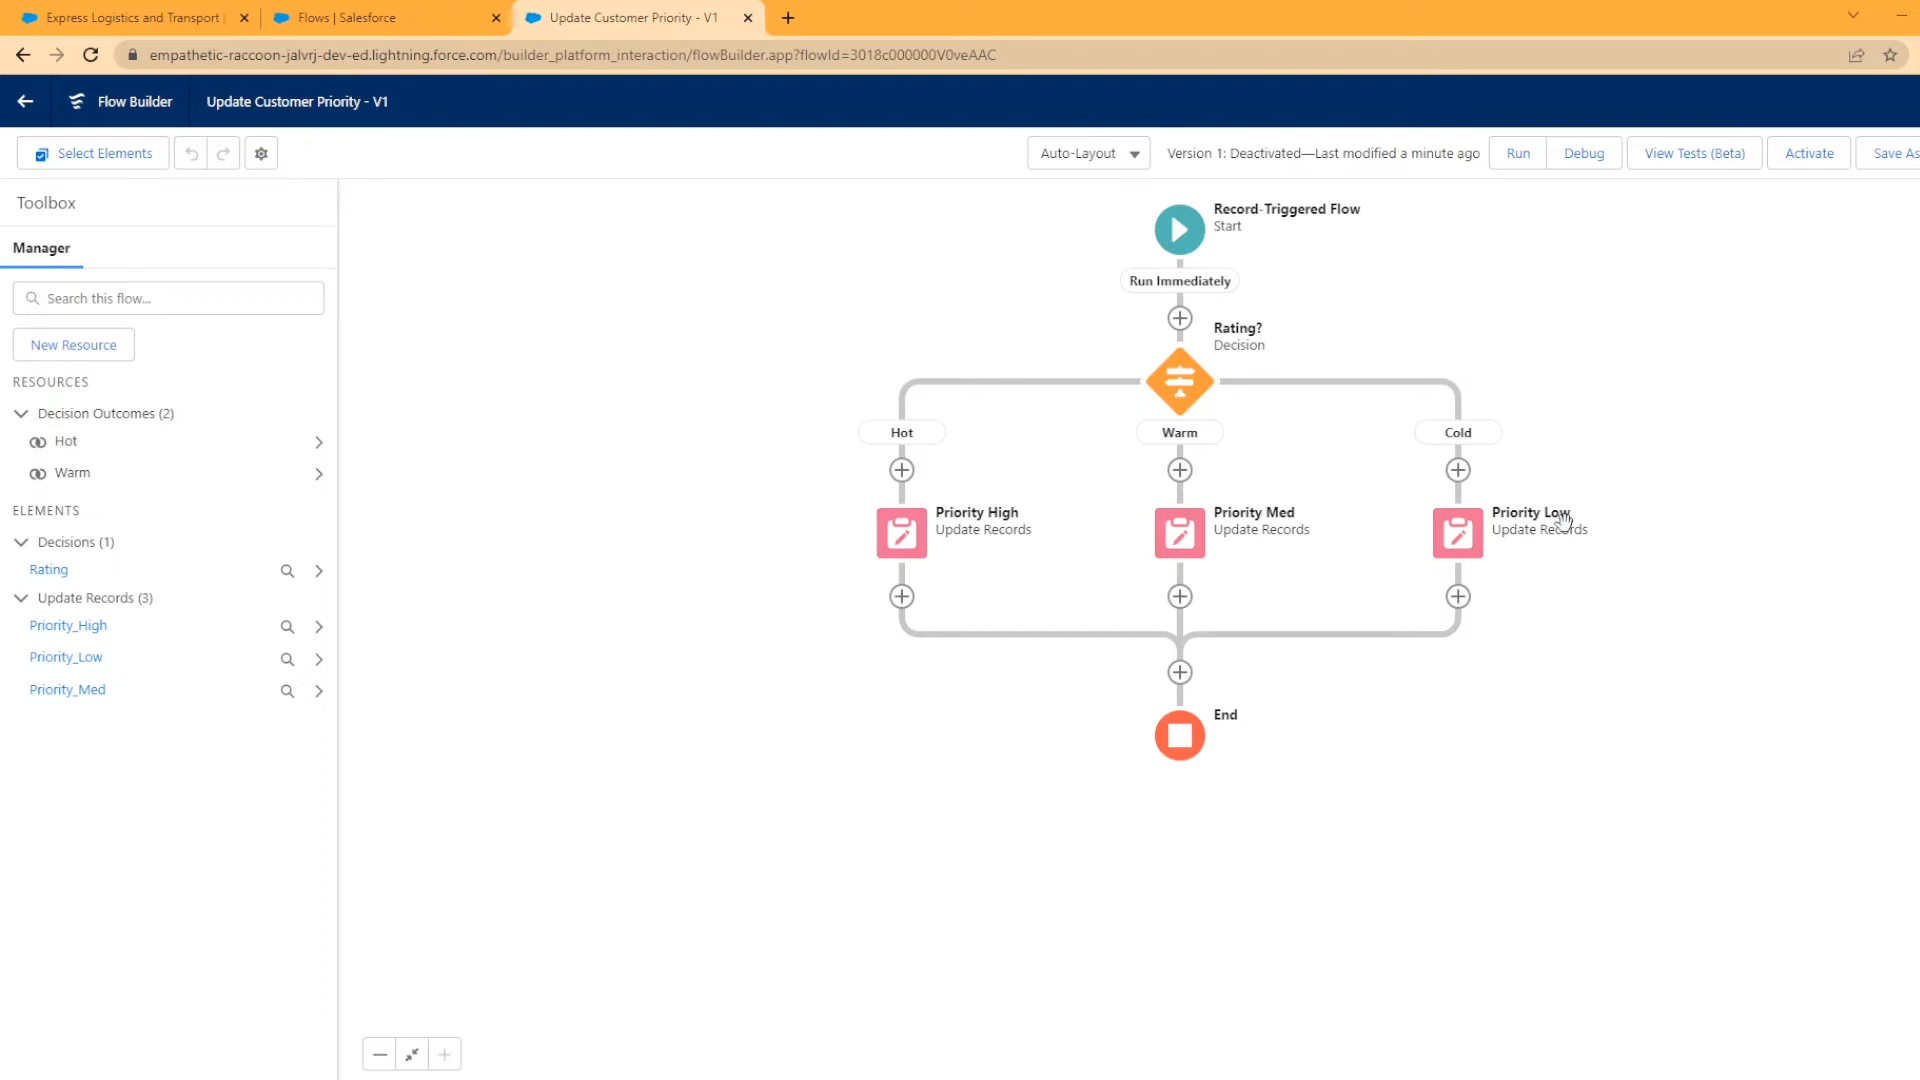 Express Logistics and Transport
Flows | Salesforce
Update Customer Priority - V1
empathetic-raccoon-jalvrj-dev-ed.lightning.force.com/builder_platform_interaction/flowBuilder.app?flowId=3018c000000V0veAAC
Flow Builder
Update Customer Priority - V1
Select Elements
Auto-Layout
Version 1: Deactivated—Last modified a minute ago
Run
Debug
View Tests (Beta)
Activate
Save As
Toolbox
Manager
Search this flow...
New Resource
RESOURCES
Decision Outcomes (2)
Hot
Warm
ELEMENTS
Decisions (1)
Rating
Update Records (3)
Priority_High
Priority_Low
Priority_Med
Record-Triggered Flow
Start
Run Immediately
Rating?
Decision
Hot
Warm
Cold
Priority High
Update Records
Priority Med
Update Records
Priority Low
Update Records
End